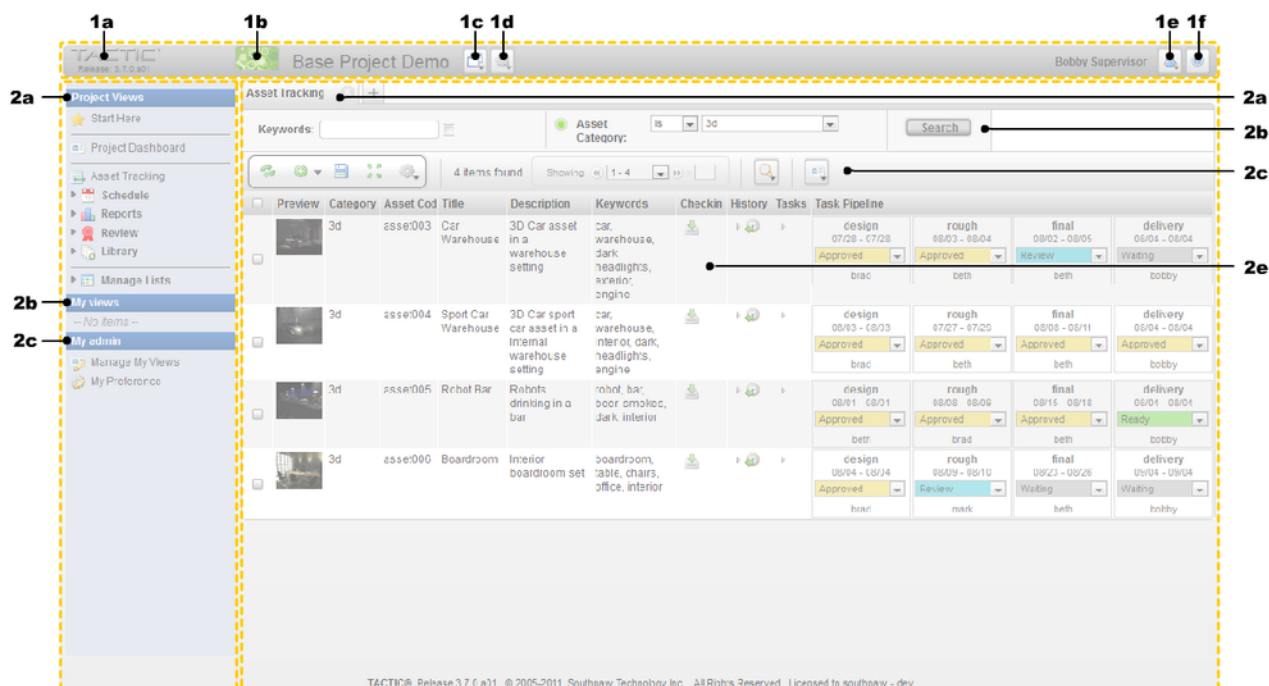 1a 1b 1c 1d 1e 1f
TACTIC
Release: 3.7.0.a01
Base Project Demo
Bobby Supervisor
2a
Project Views
Start Here
Project Dashboard
Asset Tracking
Schedule
Reports
Review
Library
Manage Lists
2b
My views
-- No items --
2c
My admin
Manage My Views
My Preference
Asset Tracking +
2a
Keywords: Asset Category: is 3d Search
2b
4 items found Showing 1 - 4
2c
Preview Category Asset Cod Title Description Keywords Checkin History Tasks Task Pipeline
3d asset003 Car Warehouse
3D Car asset in a warehouse setting
car, warehouse, dark headlights, exterior, engine
design rough final delivery
07/28 - 07/28 08/03 - 08/04 08/02 - 08/05 08/04 - 08/04
Approved Approved Review Waiting
brad beth beth bobby
2e
3d asset004 Sport Car Warehouse
3D Car sport car asset in a Internal warehouse setting
car, warehouse, interior, dark, headlights, engine
design rough final delivery
08/03 - 08/03 07/27 - 07/29 08/08 - 08/11 08/04 - 08/04
Approved Approved Approved Approved
brad beth beth bobby
3d asset005 Robot Bar
Robots drinking in a bar
robot, bar, beer, smokes, dark, interior
design rough final delivery
08/01 - 08/01 08/08 - 08/09 08/15 - 08/18 08/01 - 08/01
Approved Approved Approved Ready
beth brad beth bobby
3d asset006 Boardroom
Interior boardroom set
boardroom, table, chairs, office, interior
design rough final delivery
08/04 - 08/04 08/09 - 08/10 08/23 - 08/26 09/04 - 09/04
Approved Review Waiting Waiting
brad mark beth bobby
TACTIC® Release 3.7.0.a01 © 2005-2011, Southpaw Technology Inc. All Rights Reserved. Licensed to southpaw - dev